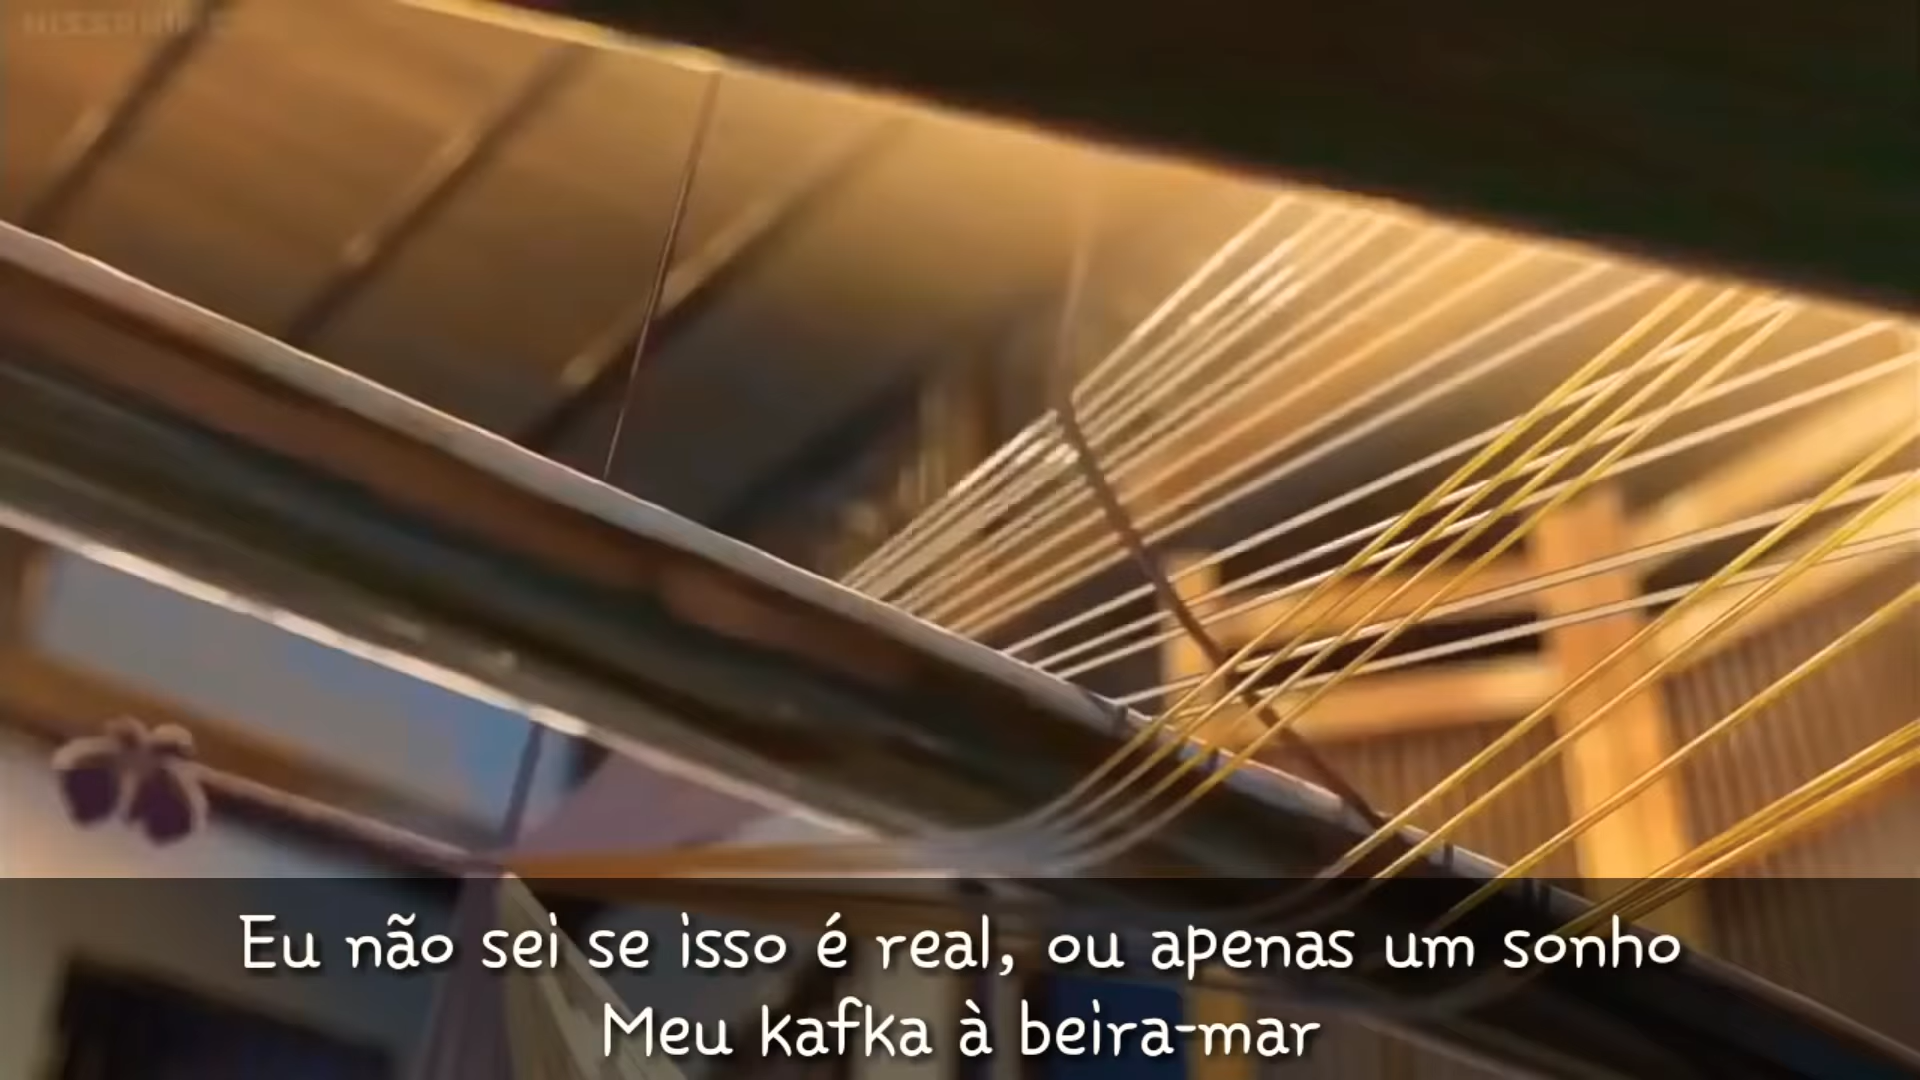 Eu não sei se isso é real, ou apenas um sonho
Meu kafka à beira-mar